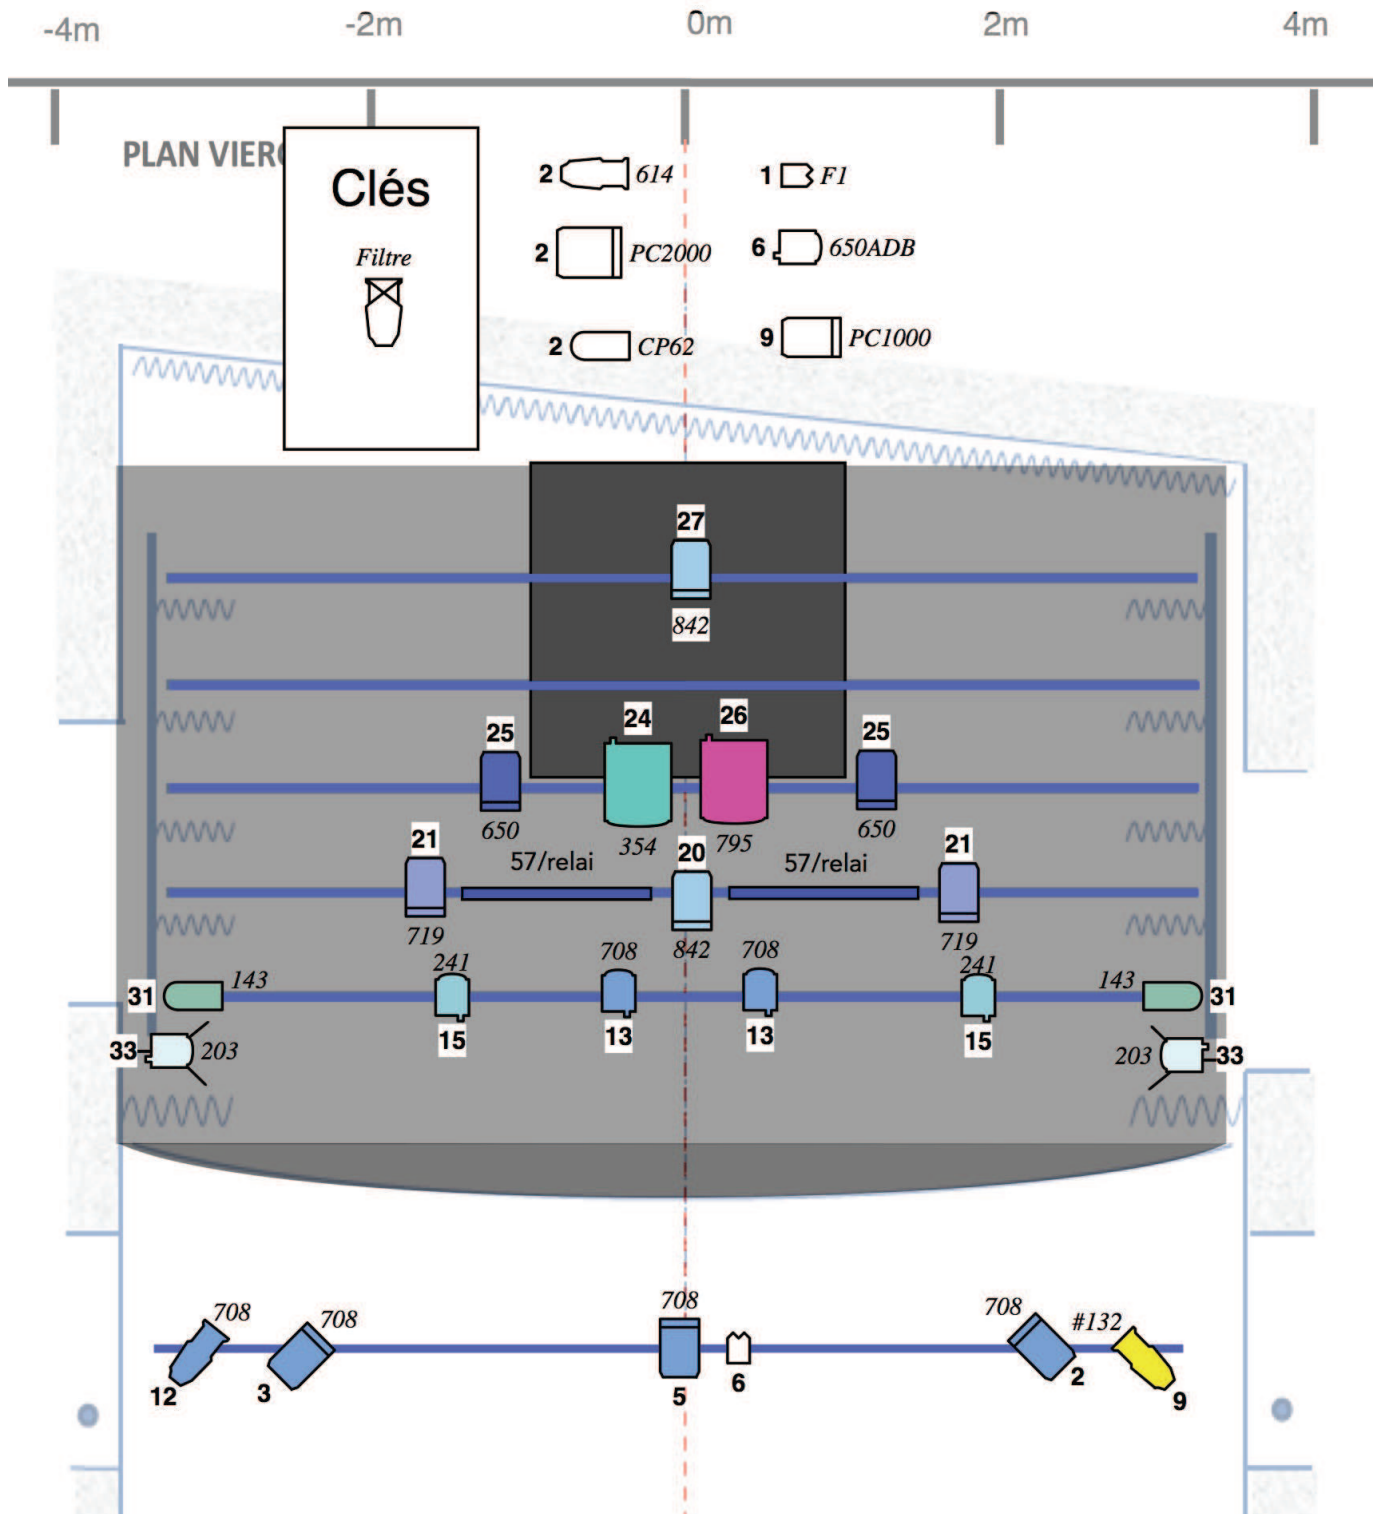 -4m -2m 0m 2m 4m
PLAN VIER
Clés
Filtre
2 614 1 F1
2 PC2000 6 650ADB
2 CP62 9 PC1000
27
842
25 24 26 25
650 354 795 650
21 57/relai 20 57/relai 21
719 842 719
241 708 708 241
31 143 143 31
15 13 13 15
33 203 203 33
708 708 708 708 #132
12 3 5 6 2 9